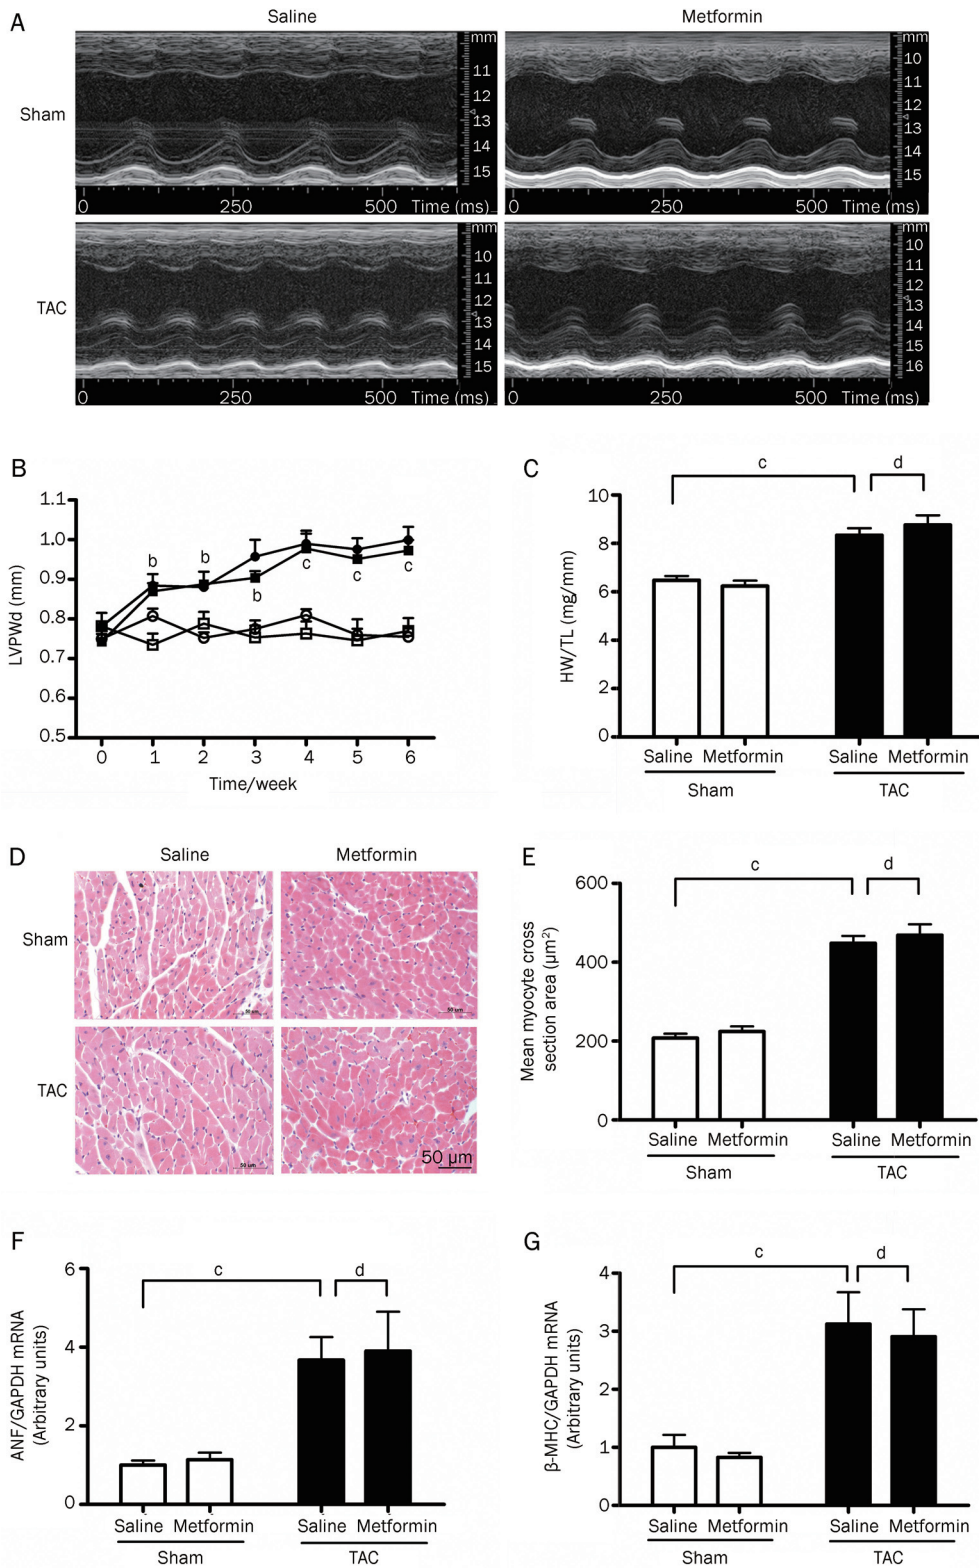 A
Saline
Metformin
Sham
mm
11
12
13
14
15
0 250 500 Time (ms)
mm
10
11
12
13
14
15
0 250 500 Time (ms)
TAC
mm
10
11
12
13
14
15
0 250 500 Time (ms)
mm
10
11
12
13
14
15
16
0 250 500 Time (ms)
B
LVPWd (mm)
1.1
1.0
0.9
0.8
0.7
0.6
0.5
b
b
b
c
c
c
0 1 2 3 4 5 6
Time/week
C
HW/TL (mg/mm)
c
d
10
8
6
4
2
0
Saline Metformin Saline Metformin
Sham TAC
D
Saline
Metformin
Sham
50 μm
50 μm
TAC
50 μm
50 μm
E
Mean myocyte cross
section area (μm²)
c
d
600
400
200
0
Saline Metformin Saline Metformin
Sham TAC
F
ANF/GAPDH mRNA
(Arbitrary units)
c
d
6
4
2
0
Saline Metformin Saline Metformin
Sham TAC
G
β-MHC/GAPDH mRNA
(Arbitrary units)
c
d
4
3
2
1
0
Saline Metformin Saline Metformin
Sham TAC